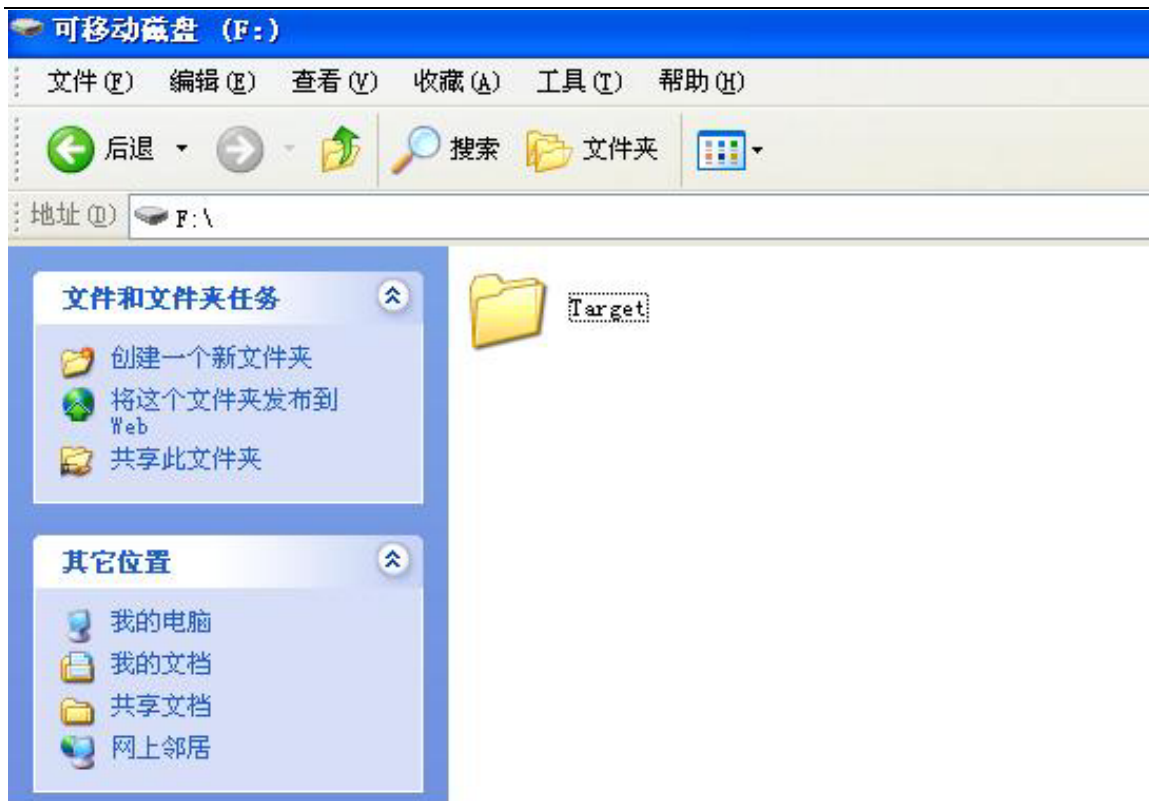 可移动磁盘 (F:)
文件(F) 编辑(E) 查看(V) 收藏(A) 工具(T) 帮助(H)
后退 搜索 文件夹
地址(D) F:\
文件和文件夹任务
Target
创建一个新文件夹
将这个文件夹发布到
Web
共享此文件夹
其它位置
我的电脑
我的文档
共享文档
网上邻居